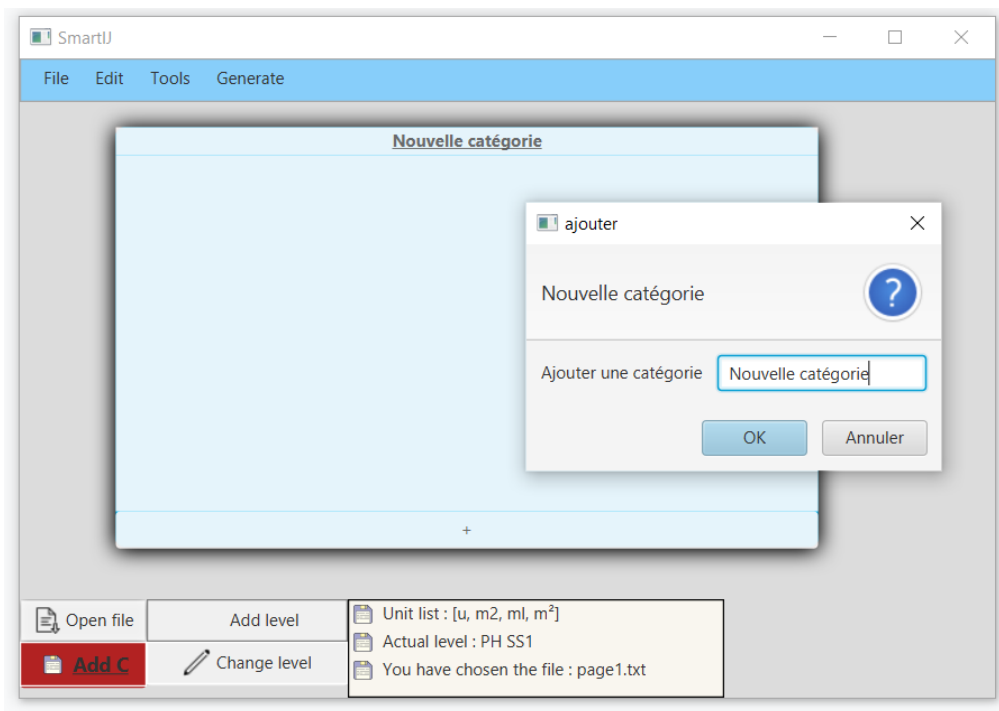 SmartIJ
File Edit Tools Generate
Nouvelle catégorie
ajouter
Nouvelle catégorie
?
Ajouter une catégorie Nouvelle catégorie
OK Annuler
+
Open file Add level
Add C Change level
Unit list : [u, m2, ml, m²]
Actual level : PH SS1
You have chosen the file : page1.txt